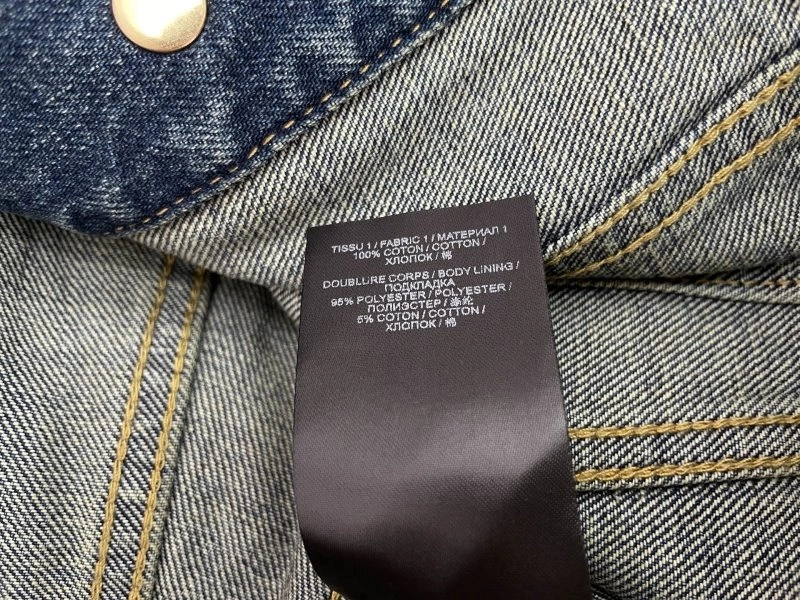 TISSU 1 / FABRIC 1 / МАТЕРИАЛ 1
100% COTON / COTTON /
ХЛОПОК / 棉
DOUBLURE CORPS / BODY LINING /
ПОДКЛАДКА
95% POLYESTER / POLYESTER /
ПОЛИЭСТЕР / 涤纶
5% COTON / COTTON /
ХЛОПОК / 棉